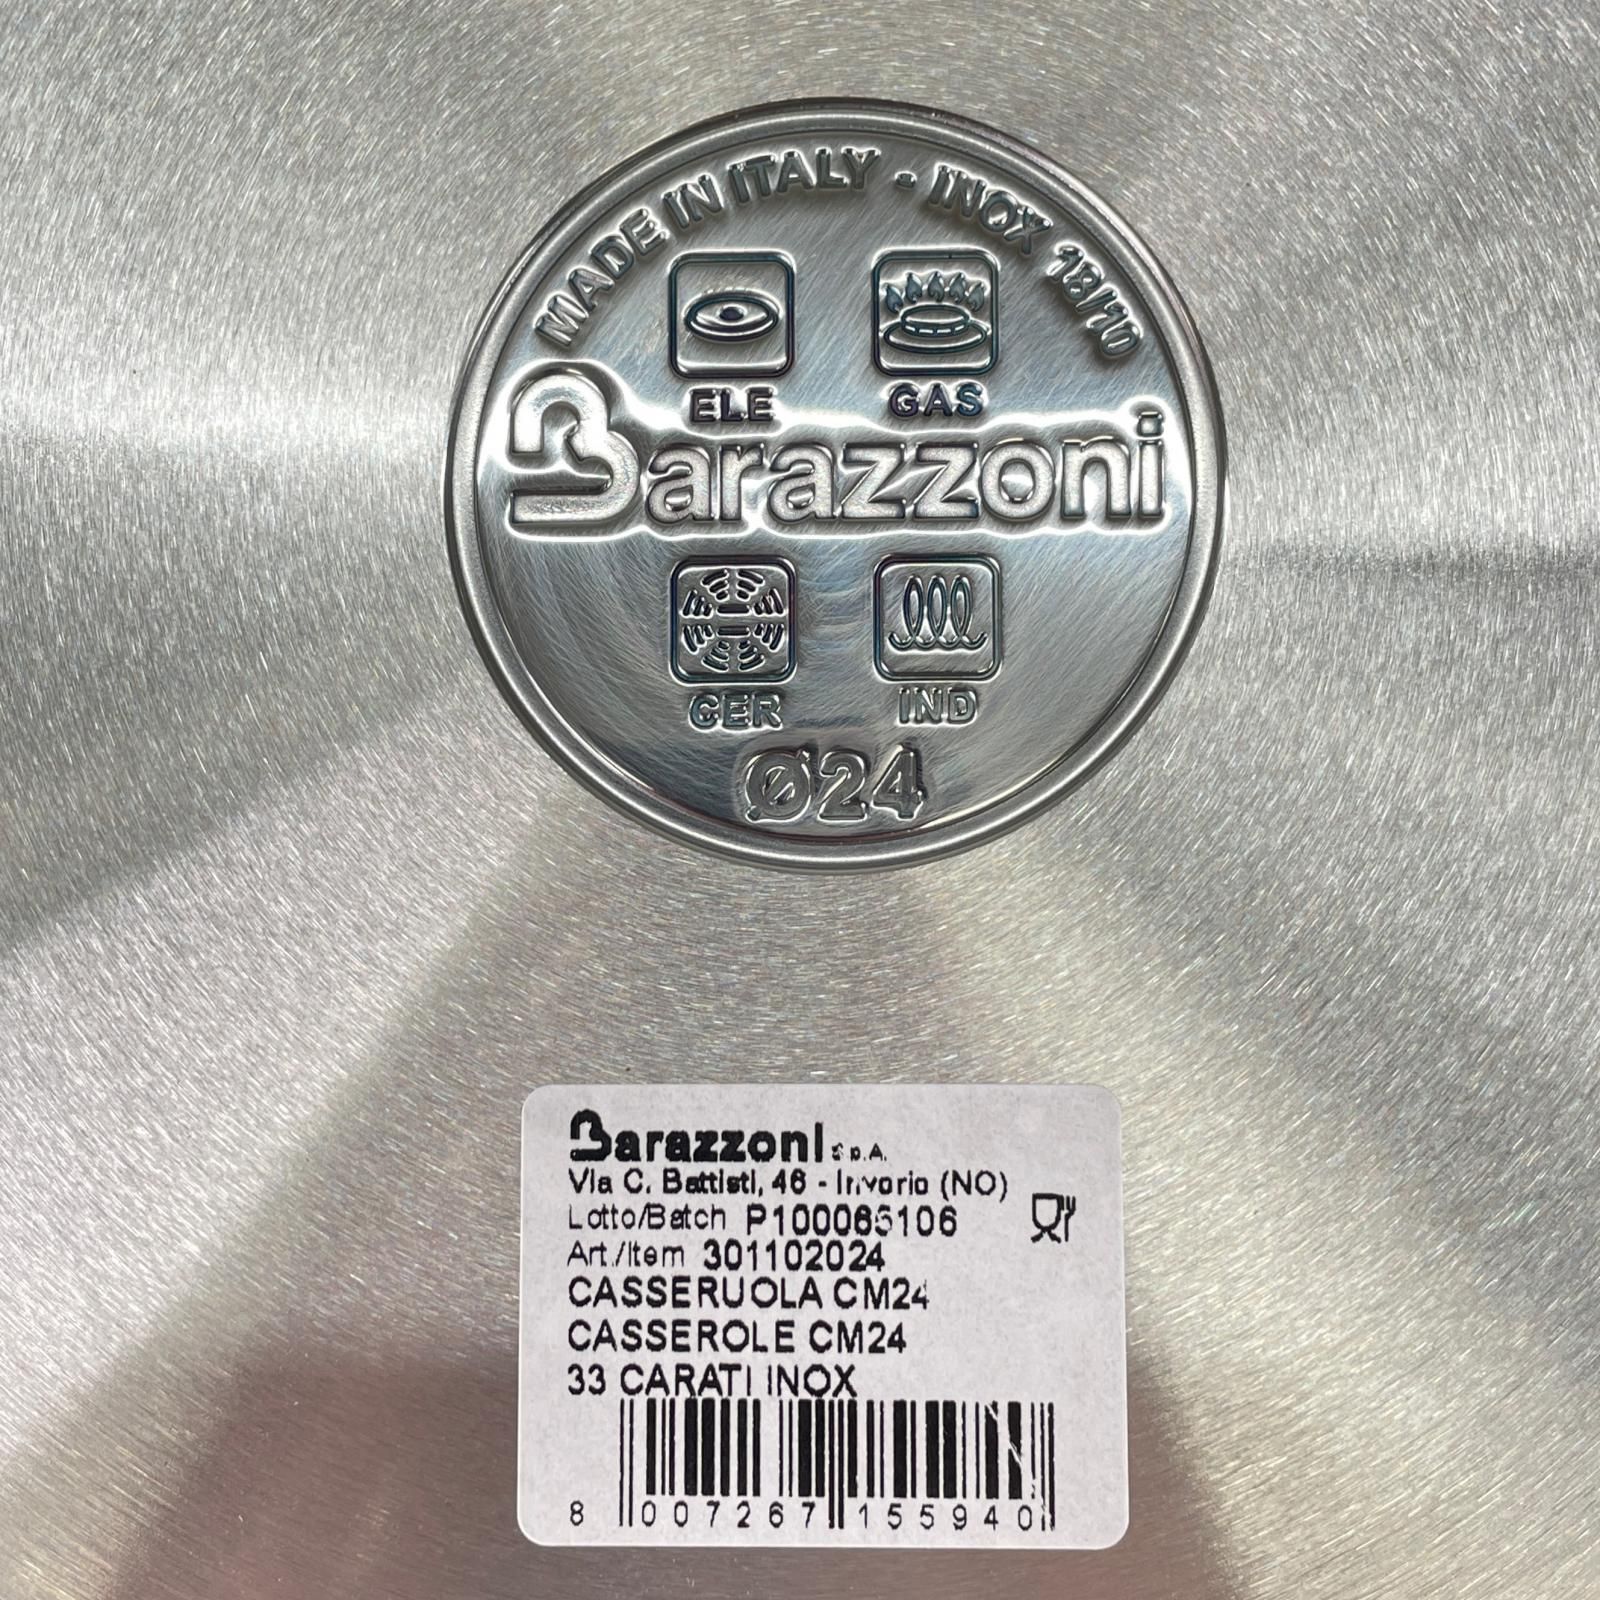 MADE IN ITALY - INOX 18/10
ELE GAS
Barazzoni
CER IND
Ø24
Barazzoni S.p.A.
Via C. Battisti, 46 - Invorio (NO)
Lotto/Batch P100065106
Art./Item 301102024
CASSERUOLA CM24
CASSEROLE CM24
33 CARATI INOX
8 007267 155940